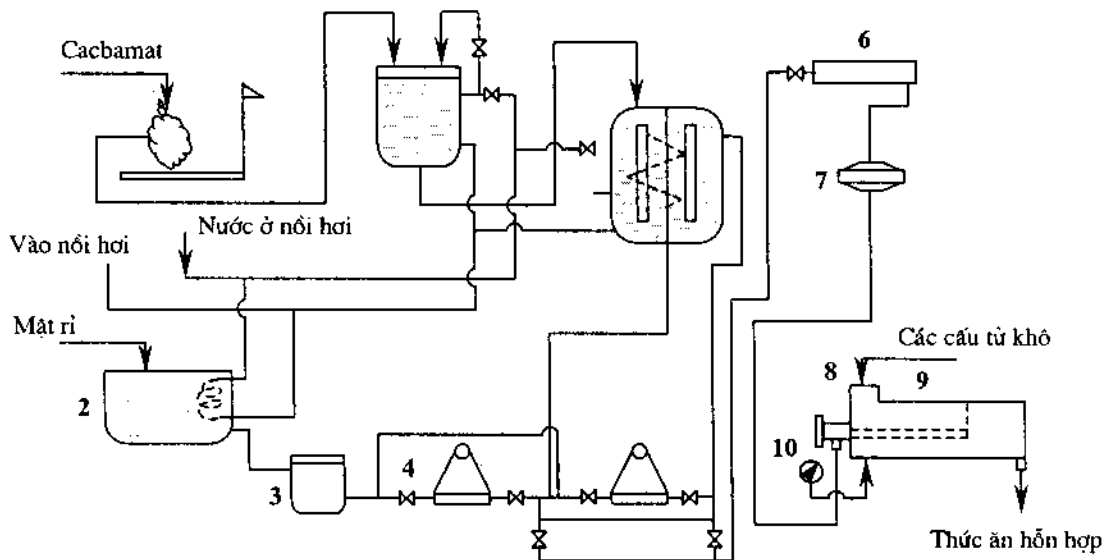 Cacbamat
6
7
Nước ở nồi hơi
Vào nồi hơi
Mật rỉ
Các cấu tử khô
8
9
2
10
4
3
Thức ăn hỗn hợp